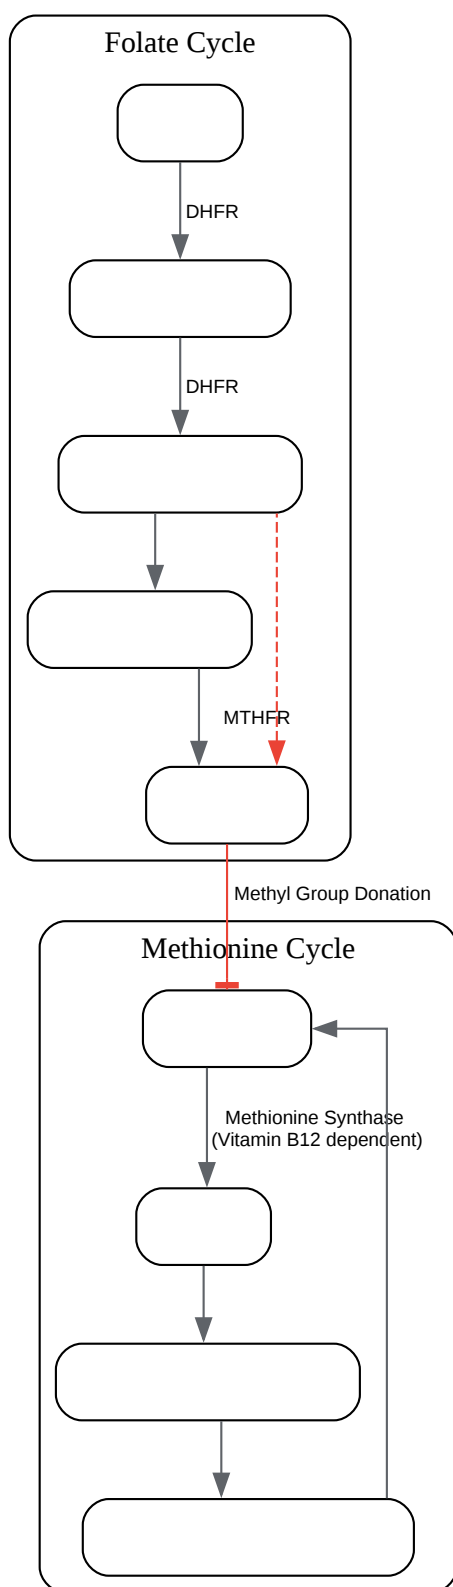 Folate Cycle
DHFR
DHFR
MTHFR
Methyl Group Donation
Methionine Cycle
Methionine Synthase
(Vitamin B12 dependent)